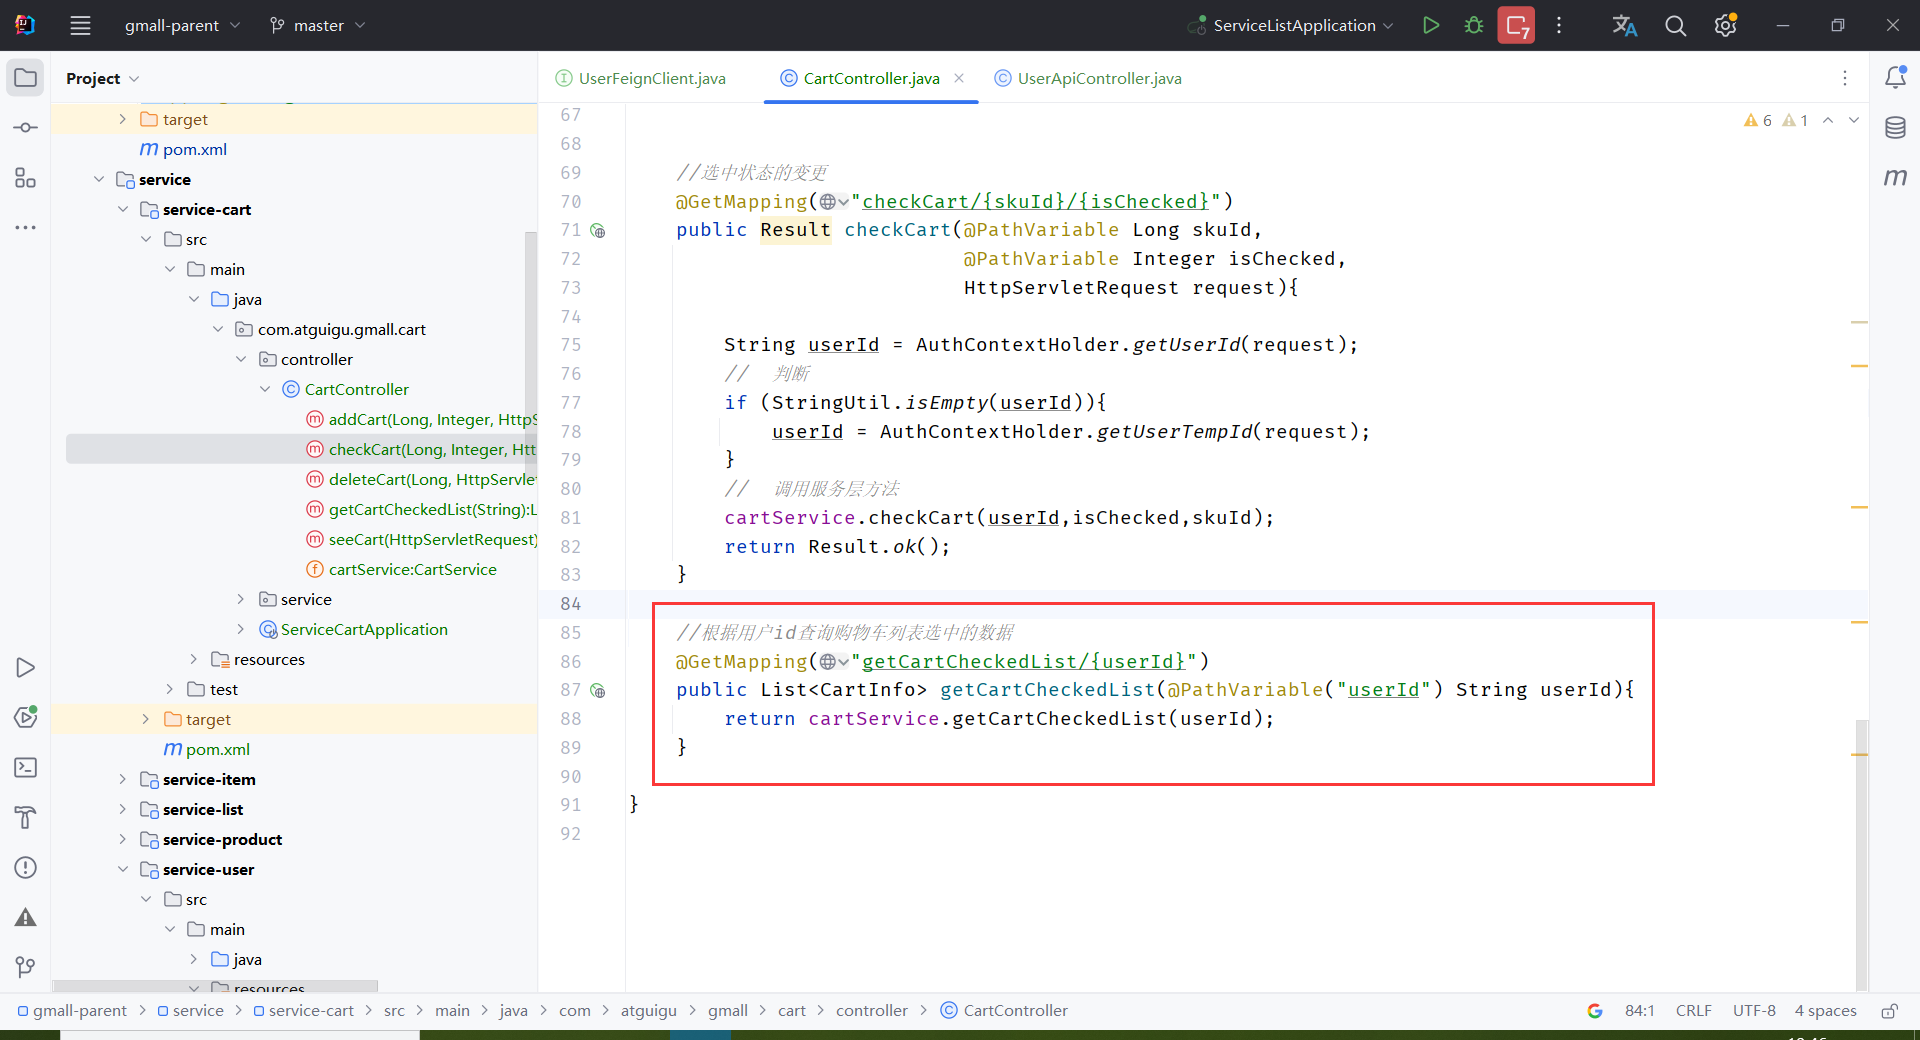 gmall-parent
master
ServiceListApplication
7
Project
UserFeignClient.java
CartController.java
UserApiController.java
target
pom.xml
service
service-cart
src
main
java
com.atguigu.gmall.cart
controller
CartController
addCart(Long, Integer, HttpS
checkCart(Long, Integer, Htt
deleteCart(Long, HttpServle
getCartCheckedList(String):L
seeCart(HttpServletRequest)
cartService:CartService
service
ServiceCartApplication
resources
test
target
pom.xml
service-item
service-list
service-product
service-user
src
main
java
resources
6 1
67
68
69 //选中状态的变更
70 @GetMapping("checkCart/{skuId}/{isChecked}")
71 public Result checkCart(@PathVariable Long skuId,
72 @PathVariable Integer isChecked,
73 HttpServletRequest request){
74
75 String userId = AuthContextHolder.getUserId(request);
76 // 判断
77 if (StringUtil.isEmpty(userId)){
78 userId = AuthContextHolder.getUserTempId(request);
79 }
80 // 调用服务层方法
81 cartService.checkCart(userId,isChecked,skuId);
82 return Result.ok();
83 }
84
85 //根据用户id查询购物车列表选中的数据
86 @GetMapping("getCartCheckedList/{userId}")
87 public List<CartInfo> getCartCheckedList(@PathVariable("userId") String userId){
88 return cartService.getCartCheckedList(userId);
89 }
90
91 }
92
gmall-parent > service > service-cart > src > main > java > com > atguigu > gmall > cart > controller > CartController
84:1 CRLF UTF-8 4 spaces